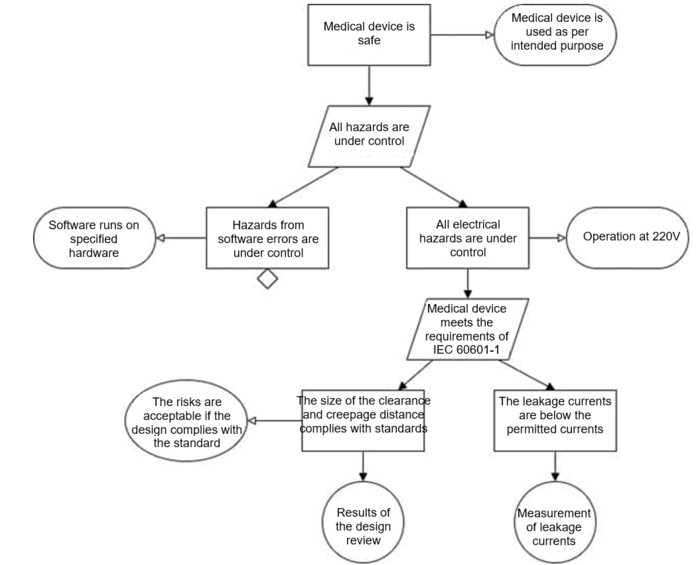 Medical device is
safe
Medical device is
used as per
intended purpose
All hazards are
under control
Software runs on
specified
hardware
Hazards from
software errors are
under control
All electrical
hazards are under
control
Operation at 220V
Medical device
meets the
requirements of
IEC 60601-1
The risks are
acceptable if the
design complies with
the standard
The size of the clearance
and creepage distance
complies with standards
The leakage currents
are below the
permitted currents
Results of
the design
review
Measurement
of leakage
currents